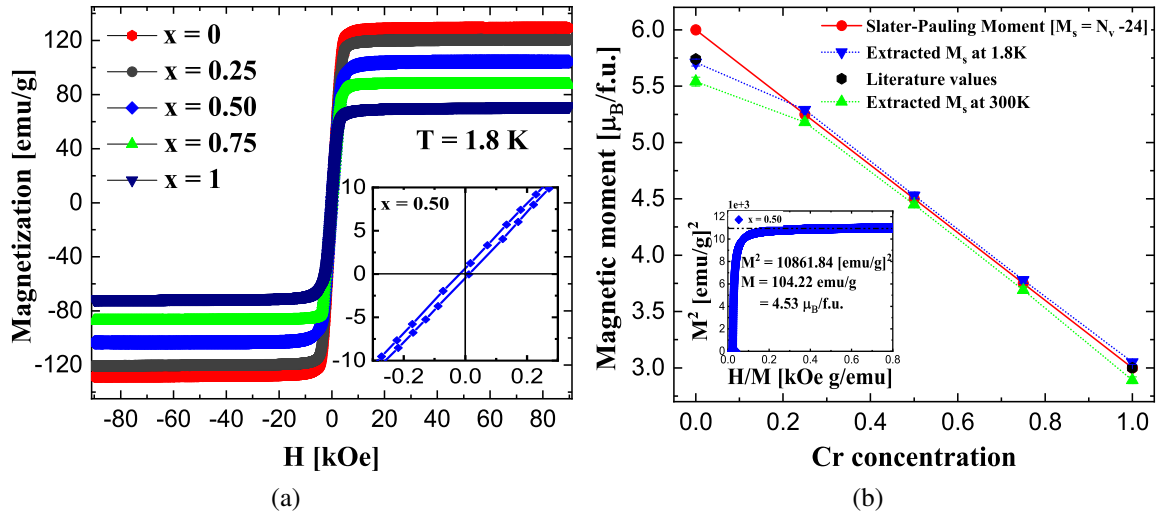 x = 0
x = 0.25
x = 0.50
x = 0.75
x = 1
T = 1.8 K
Magnetization [emu/g]
120
80
40
0
-40
-80
-120
-80 -60 -40 -20 0 20 40 60 80
H [kOe]
x = 0.50
10
5
0
-5
-10
-0.2 0.0 0.2
(a)
Slater-Pauling Moment [Ms = Nv -24]
Extracted Ms at 1.8K
Literature values
Extracted Ms at 300K
Magnetic moment [μB/f.u.]
6.0
5.5
5.0
4.5
4.0
3.5
3.0
0.0 0.2 0.4 0.6 0.8 1.0
Cr concentration
1e+3
x = 0.50
M² [emu/g]²
12
10
8
6
4
2
0
M² = 10861.84 [emu/g]²
M = 104.22 emu/g
= 4.53 μB/f.u.
0.0 0.2 0.4 0.6 0.8
H/M [kOe g/emu]
(b)